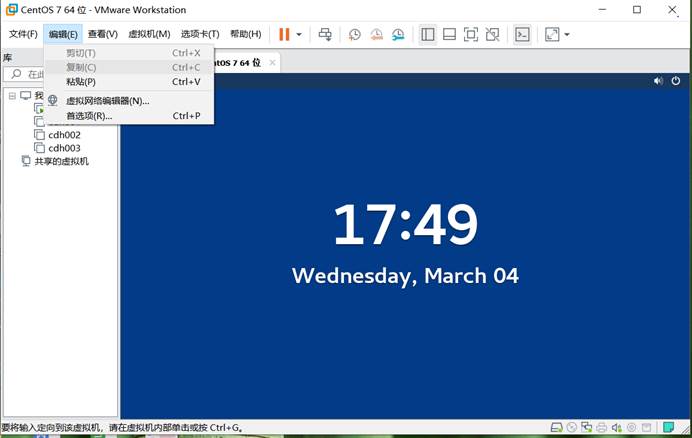 CentOS 7 64 位 - VMware Workstation
文件(F) 编辑(E) 查看(V) 虚拟机(M) 选项卡(T) 帮助(H)
库
剪切(T) Ctrl+X
复制(C) Ctrl+C
粘贴(P) Ctrl+V
虚拟网络编辑器(N)...
首选项(R)... Ctrl+P
在此
tOS 7 64 位
我
cdh002
cdh003
共享的虚拟机
17:49
Wednesday, March 04
要将输入定向到该虚拟机，请在虚拟机内部单击或按 Ctrl+G。